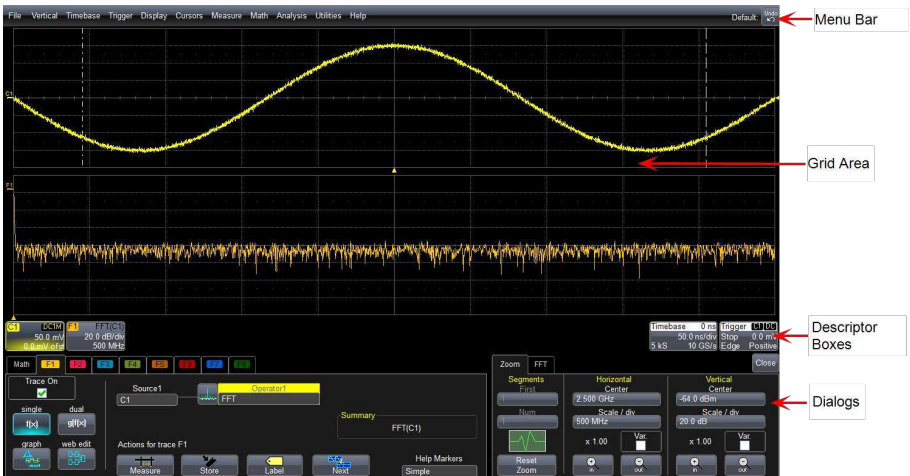 File Vertical Timebase Trigger Display Cursors Measure Math Analysis Utilities Help
Default: Undo
Menu Bar
C1
Grid Area
F1
C1 DC1M
50.0 mV
0.0 mV ofst
F1 FFT(C1)
20.0 dB/div
500 MHz
Timebase 0 ns
50.0 ns/div
5 kS 10 GS/s
Trigger C1 DC
Stop 0.0 mV
Edge Positive
Descriptor
Boxes
Math F1 F2 F3 F4 F5 F6 F7 F8
Zoom FFT
Close
Trace On
single dual
f(x) g(f(x))
graph web edit
Source1
C1
Operator1
FFT
Summary
FFT(C1)
Actions for trace F1
Measure Store Label Next
Help Markers
Simple
Segments
First
1
Num
1
Reset
Zoom
Horizontal
Center
2.500 GHz
Scale / div
500 MHz
x 1.00 Var.
in out
Vertical
Center
-64.0 dBm
Scale / div
20.0 dB
x 1.00 Var.
in out
Dialogs